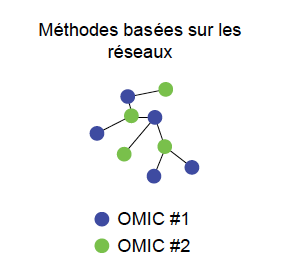 Méthodes basées sur les
réseaux
OMIC #1
OMIC #2